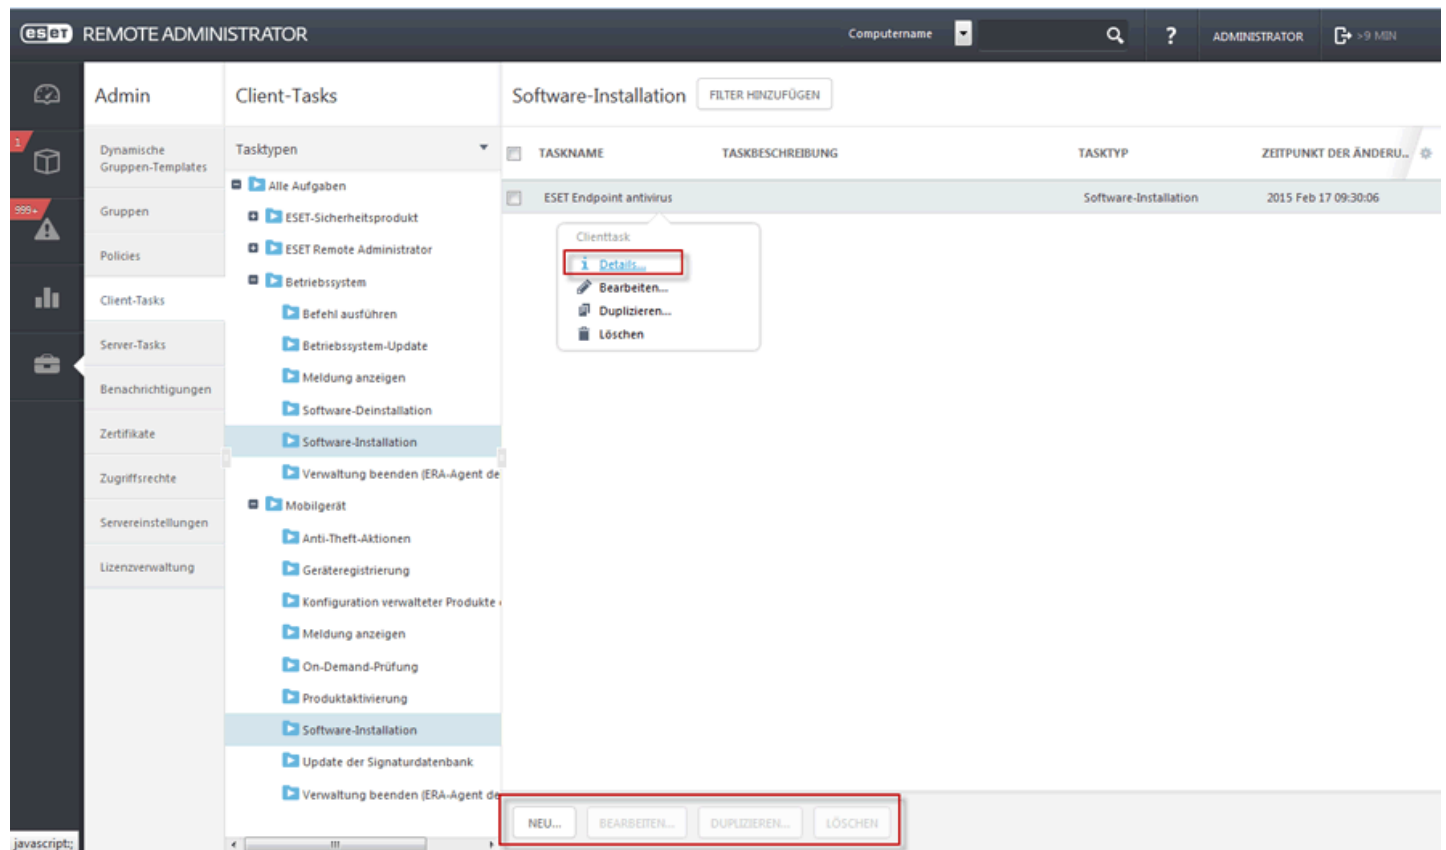 eset REMOTE ADMINISTRATOR
Computername
?
ADMINISTRATOR
>9 MIN
1
999+
Admin
Dynamische
Gruppen-Templates
Gruppen
Policies
Client-Tasks
Server-Tasks
Benachrichtigungen
Zertifikate
Zugriffsrechte
Servereinstellungen
Lizenzverwaltung
Client-Tasks
Tasktypen
Alle Aufgaben
ESET-Sicherheitsprodukt
ESET Remote Administrator
Betriebssystem
Befehl ausführen
Betriebssystem-Update
Meldung anzeigen
Software-Deinstallation
Software-Installation
Verwaltung beenden (ERA-Agent de
Mobilgerät
Anti-Theft-Aktionen
Geräteregistrierung
Konfiguration verwalteter Produkte
Meldung anzeigen
On-Demand-Prüfung
Produktaktivierung
Software-Installation
Update der Signaturdatenbank
Verwaltung beenden (ERA-Agent de
Software-Installation
FILTER HINZUFÜGEN
TASKNAME TASKBESCHREIBUNG TASKTYP ZEITPUNKT DER ÄNDERU...
ESET Endpoint antivirus Software-Installation 2015 Feb 17 09:30:06
Clienttask
Details...
Bearbeiten...
Duplizieren...
Löschen
NEU... BEARBEITEN... DUPLIZIEREN... LÖSCHEN
javascript:;